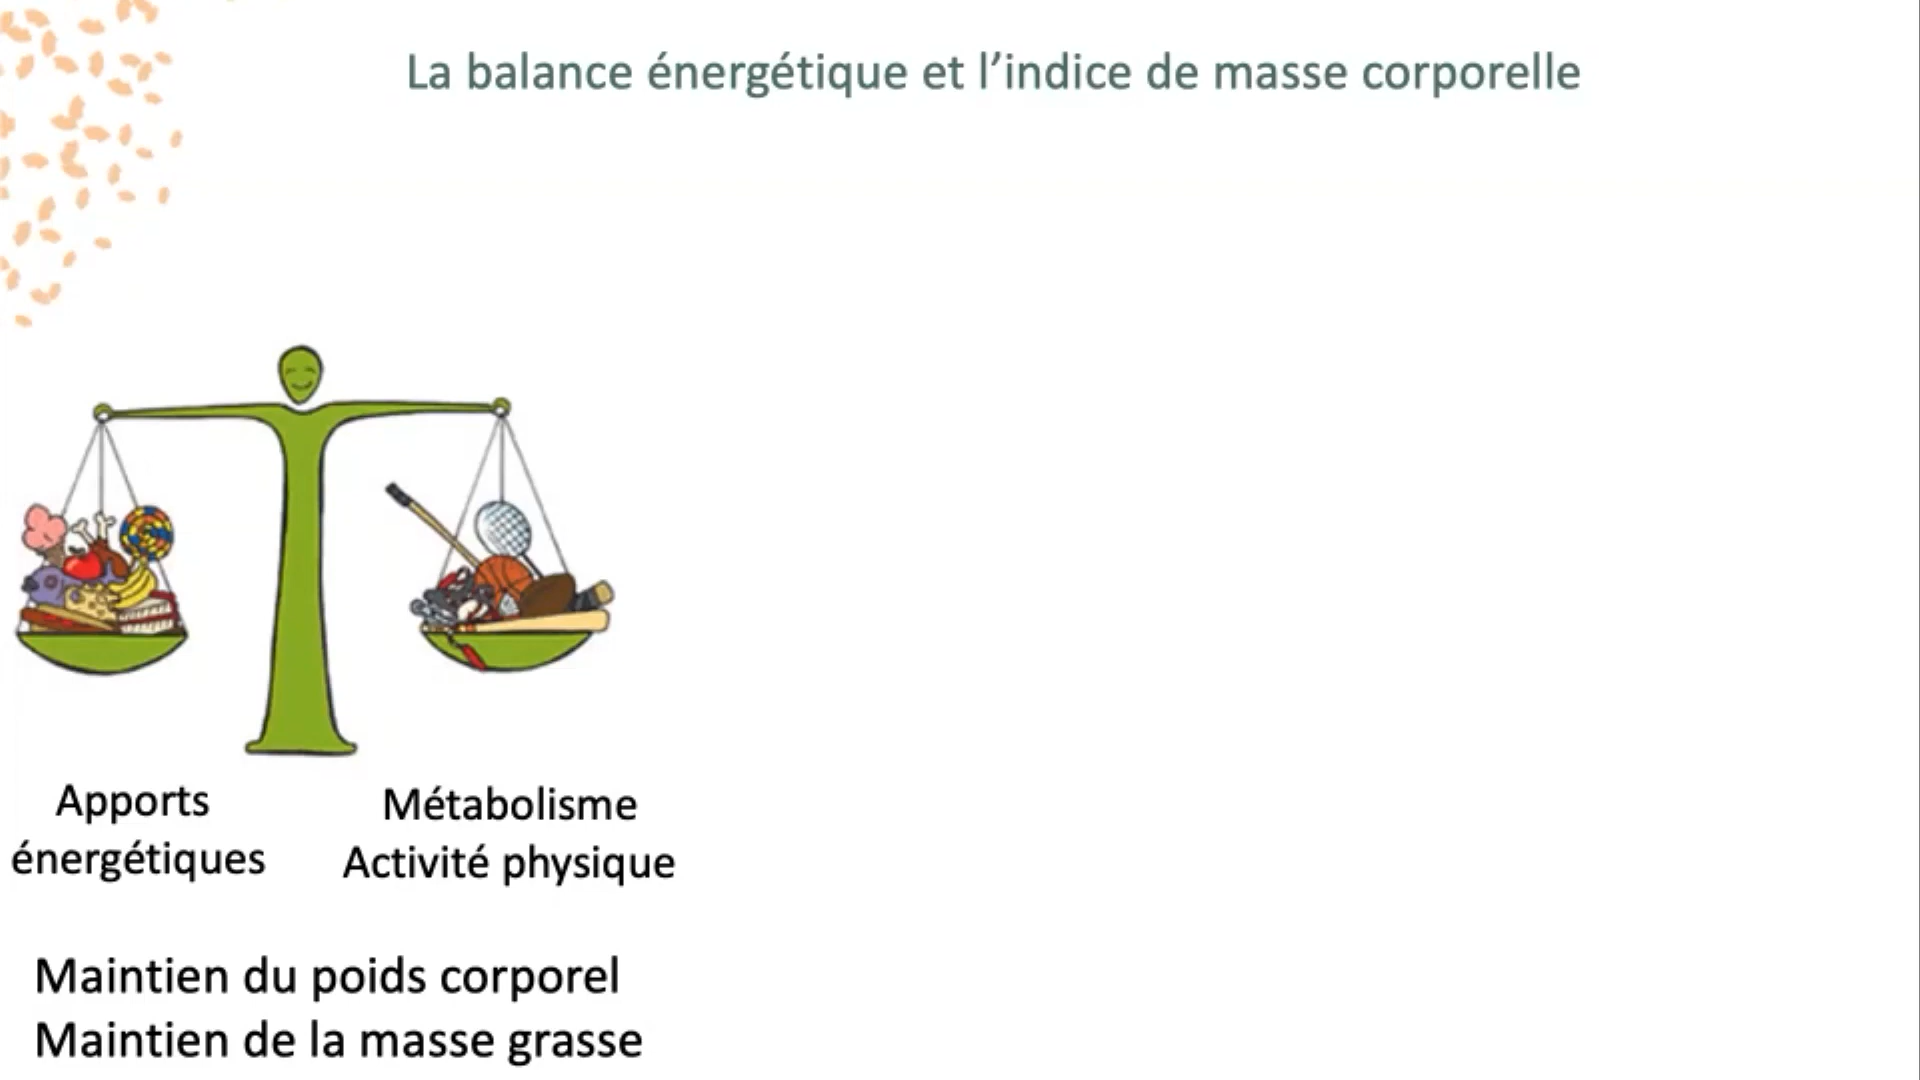 La balance énergétique et l’indice de masse corporelle
Apports
énergétiques
Métabolisme
Activité physique
Maintien du poids corporel
Maintien de la masse grasse